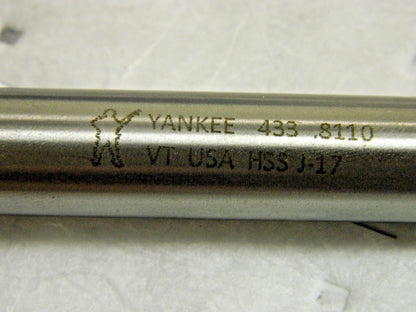 YANKEE 433 .8110
VT USA HSS J-17